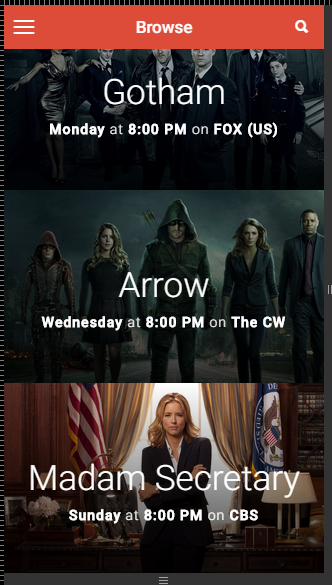 Browse
Gotham
Monday at 8:00 PM on FOX (US)
Arrow
Wednesday at 8:00 PM on The CW
Madam Secretary
Sunday at 8:00 PM on CBS